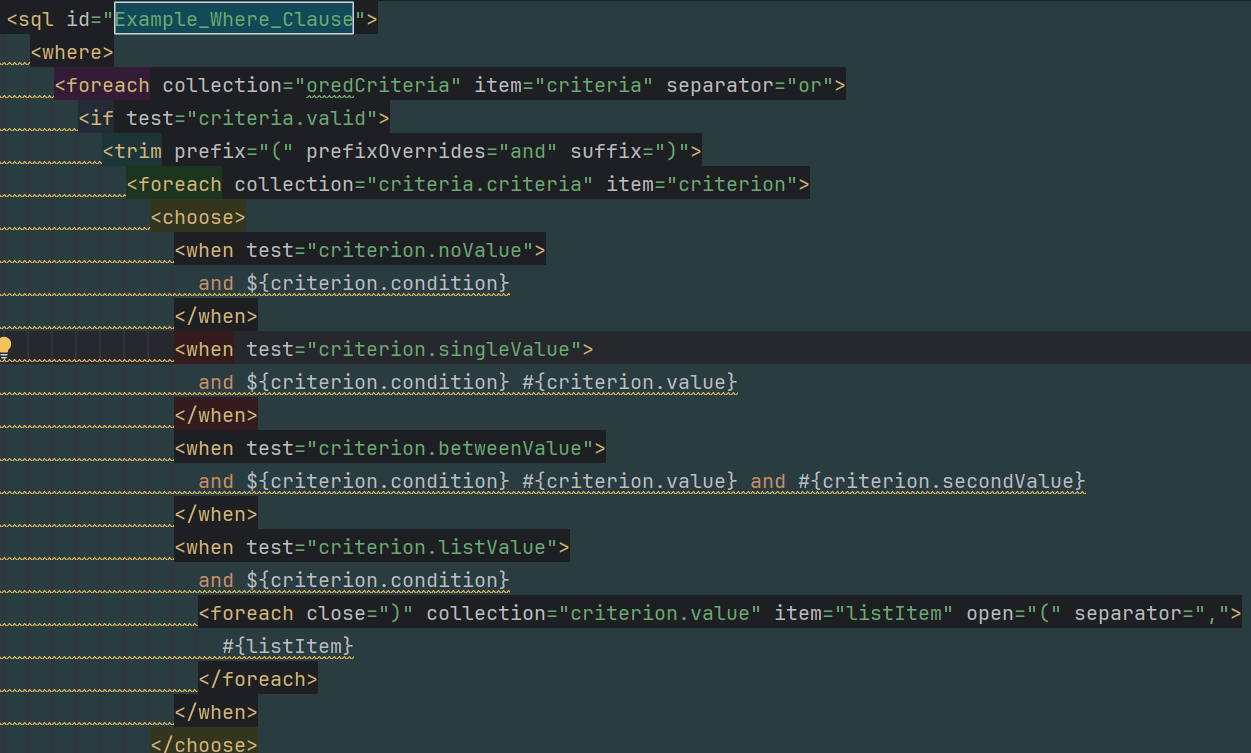 <sql id="Example_Where_Clause">
<where>
<foreach collection="oredCriteria" item="criteria" separator="or">
<if test="criteria.valid">
<trim prefix="(" prefixOverrides="and" suffix=")">
<foreach collection="criteria.criteria" item="criterion">
<choose>
<when test="criterion.noValue">
and ${criterion.condition}
</when>
<when test="criterion.singleValue">
and ${criterion.condition} #{criterion.value}
</when>
<when test="criterion.betweenValue">
and ${criterion.condition} #{criterion.value} and #{criterion.secondValue}
</when>
<when test="criterion.listValue">
and ${criterion.condition}
<foreach close=")" collection="criterion.value" item="listItem" open="(" separator=",">
#{listItem}
</foreach>
</when>
</choose>